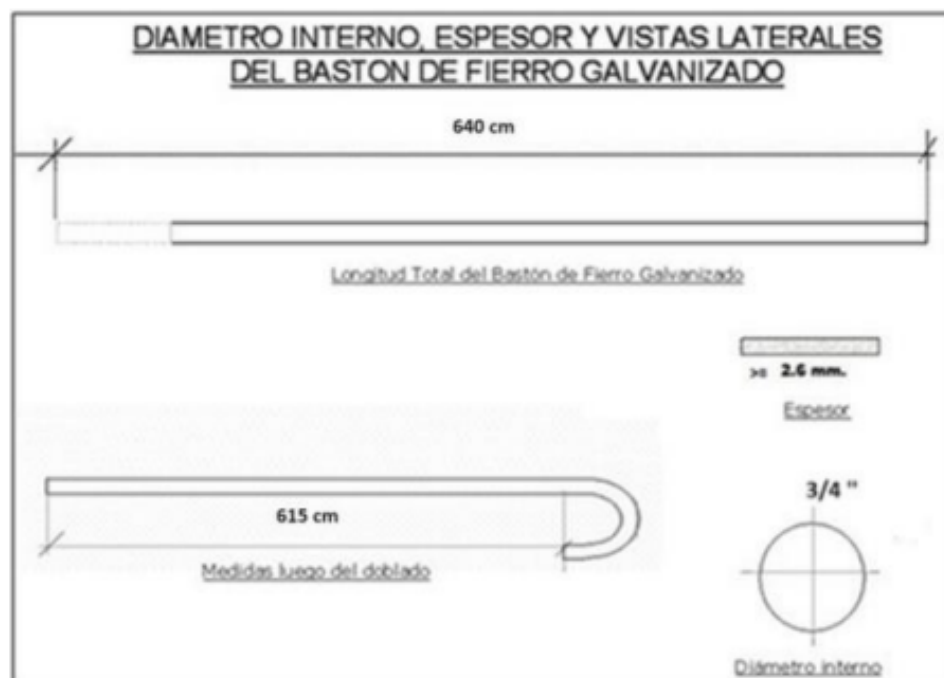 DIAMETRO INTERNO, ESPESOR Y VISTAS LATERALES
DEL BASTON DE FIERRO GALVANIZADO
640 cm
Longitud Total del Bastón de Fierro Galvanizado
>= 2.6 mm.
Espesor
615 cm
Medidas luego del doblado
3/4 "
Diámetro interno